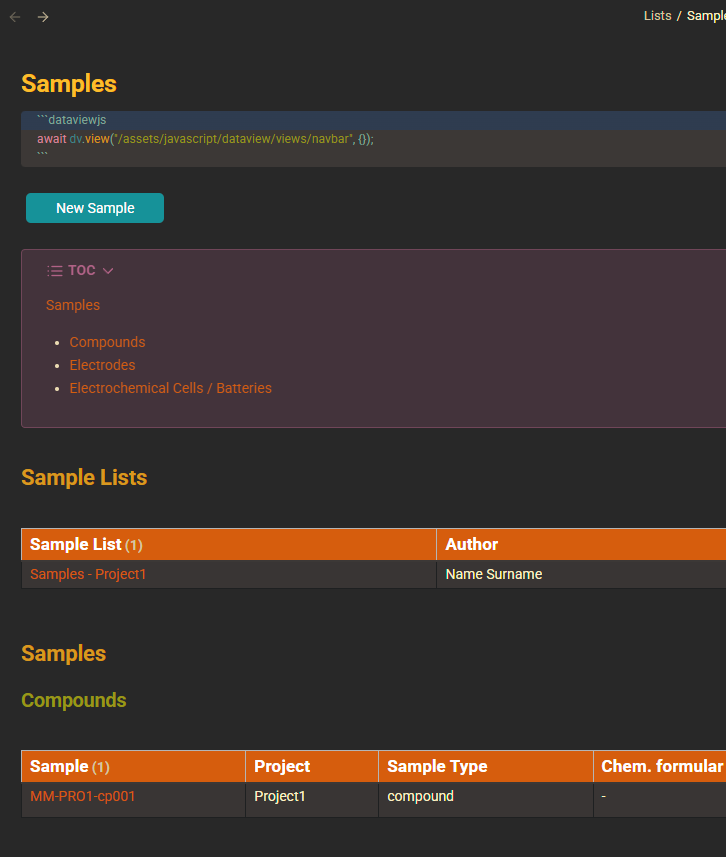 Lists / Sample
Samples
```dataviewjs
await dv.view("/assets/javascript/dataview/views/navbar", {});
```
New Sample
TOC
Samples
Compounds
Electrodes
Electrochemical Cells / Batteries
Sample Lists
Sample List (1) Author
Samples - Project1 Name Surname
Samples
Compounds
Sample (1) Project Sample Type Chem. formular
MM-PRO1-cp001 Project1 compound -